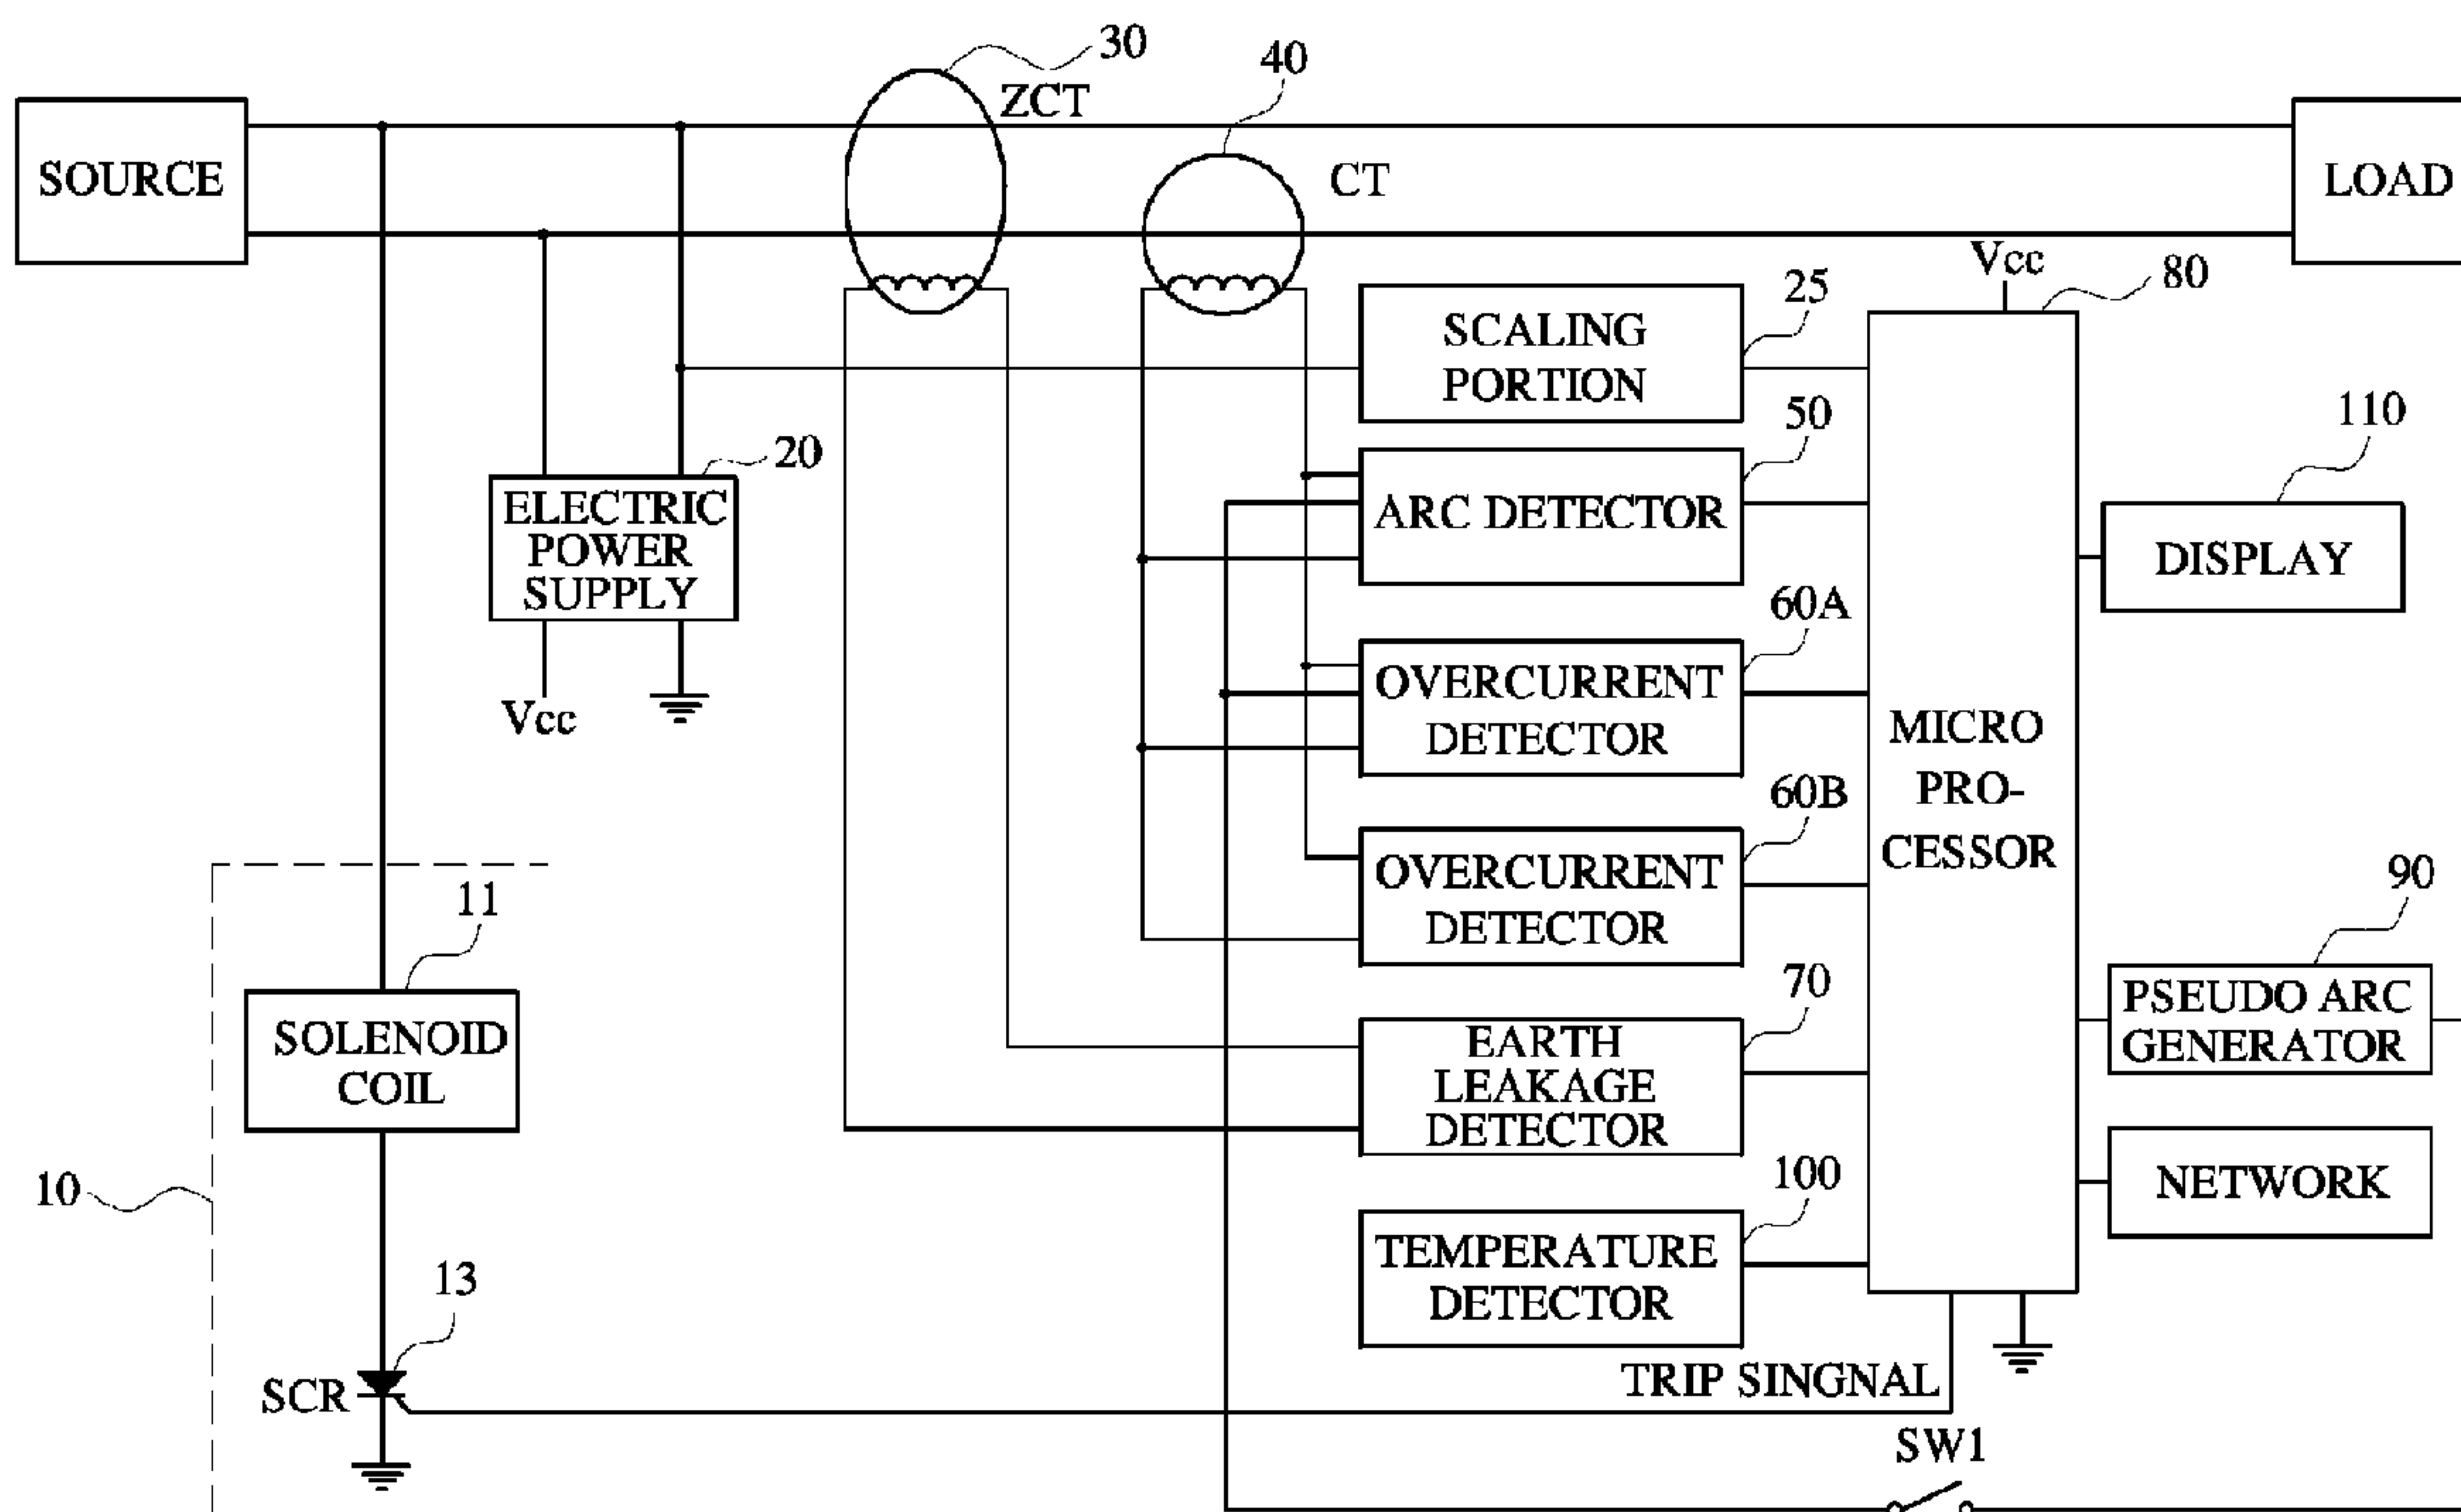 30
ZCT
40
SOURCE
CT
LOAD
Vcc
80
25
SCALING
PORTION
20
ELECTRIC
POWER
SUPPLY
Vcc
50
ARC DETECTOR
110
DISPLAY
60A
OVERCURRENT
DETECTOR
MICRO
PRO-
CESSOR
60B
OVERCURRENT
DETECTOR
90
PSEUDO ARC
GENERATOR
11
SOLENOID
COIL
70
EARTH
LEAKAGE
DETECTOR
NETWORK
10
100
TEMPERATURE
DETECTOR
13
SCR
TRIP SINGNAL
SW1